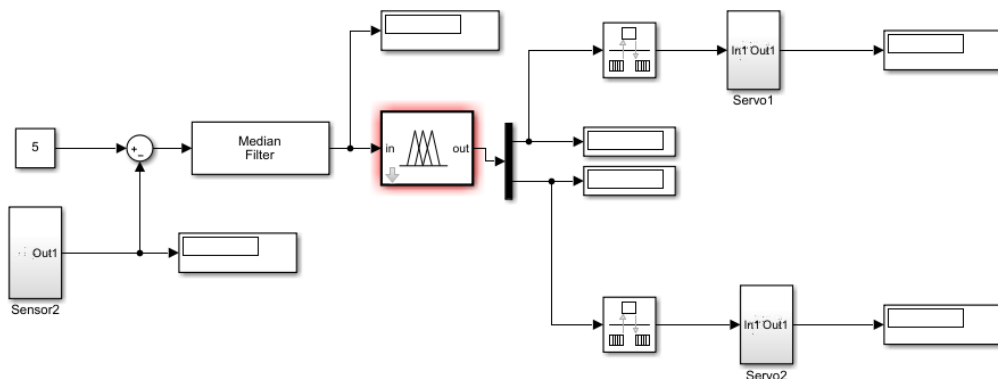 5
+
−
Median
Filter
in
out
In1 Out1
Servo1
Out1
Sensor2
In1 Out1
Servo2